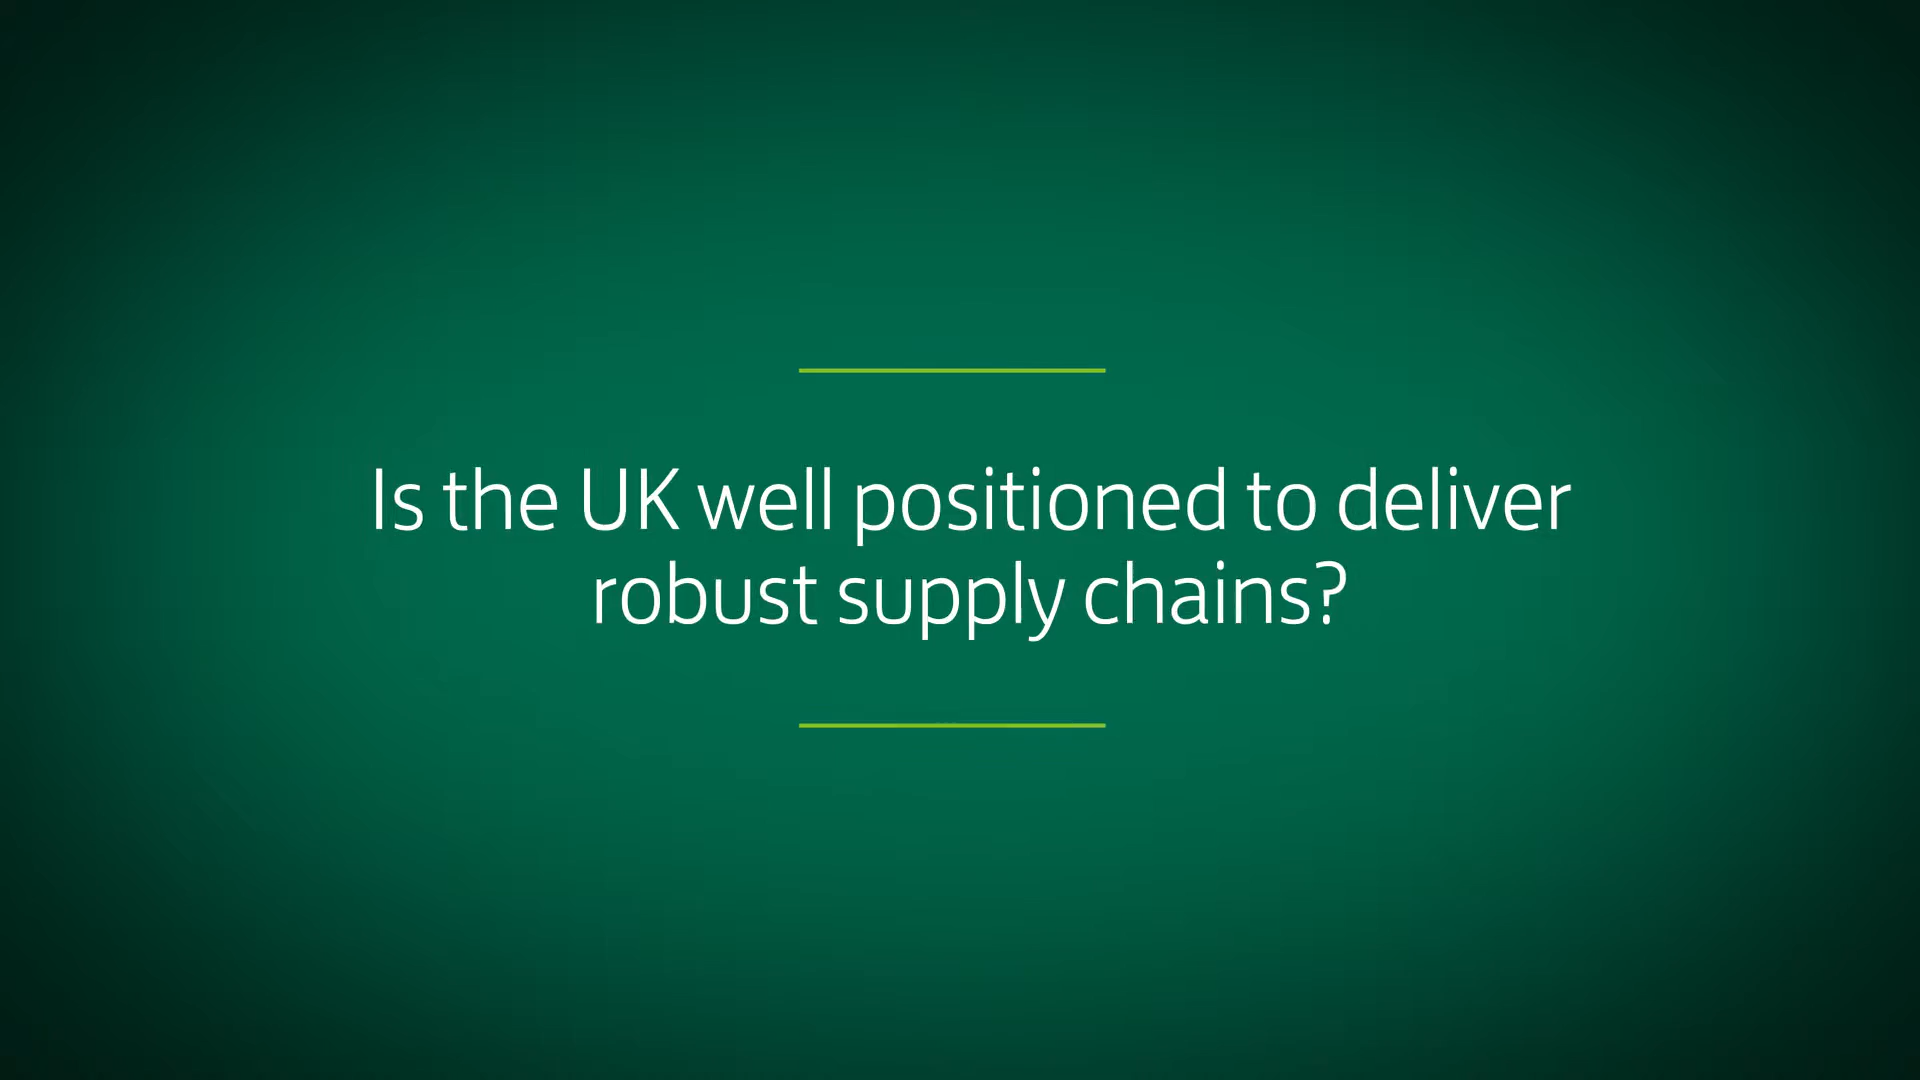 Is the UK well positioned to deliver
robust supply chains?